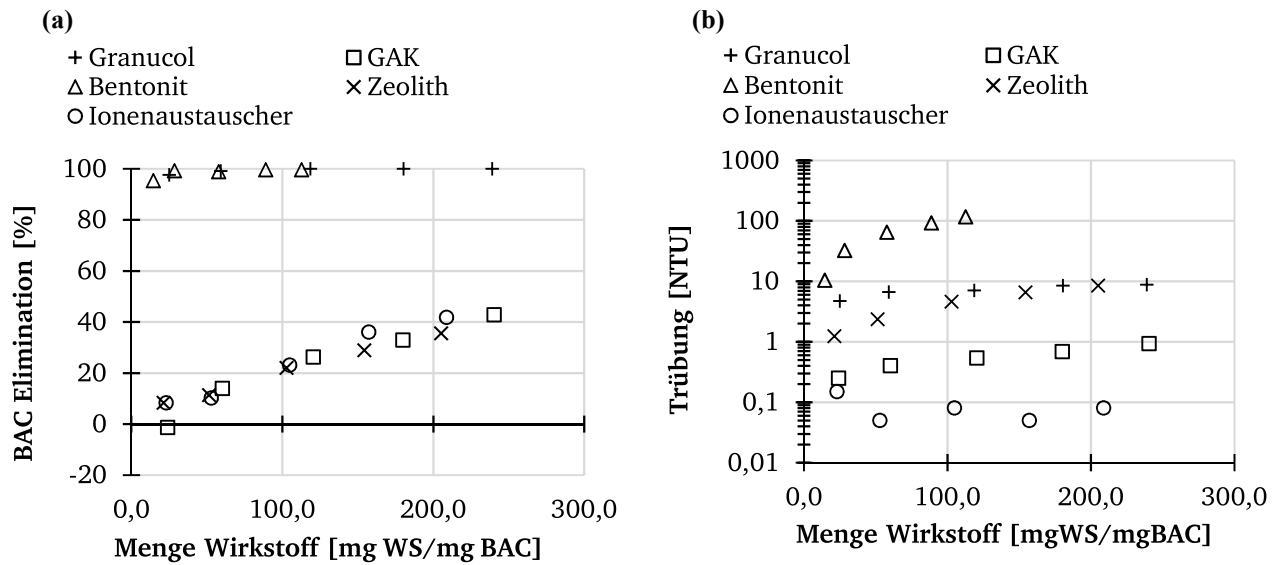 (a)
+ Granucol □ GAK
△ Bentonit × Zeolith
○ Ionenaustauscher
100
80
60
40
20
0
-20
0,0 100,0 200,0 300,0
BAC Elimination [%]
Menge Wirkstoff [mg WS/mg BAC]
(b)
+ Granucol □ GAK
△ Bentonit × Zeolith
○ Ionenaustauscher
1000
100
10
1
0,1
0,01
0,0 100,0 200,0 300,0
Trübung [NTU]
Menge Wirkstoff [mgWS/mgBAC]